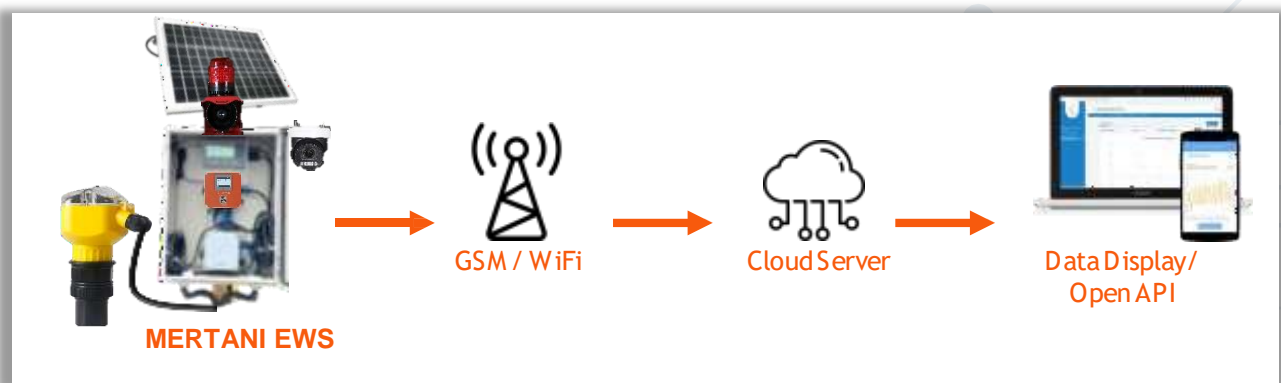 MERTANI EWS
GSM / WiFi
Cloud Server
Data Display/
Open API